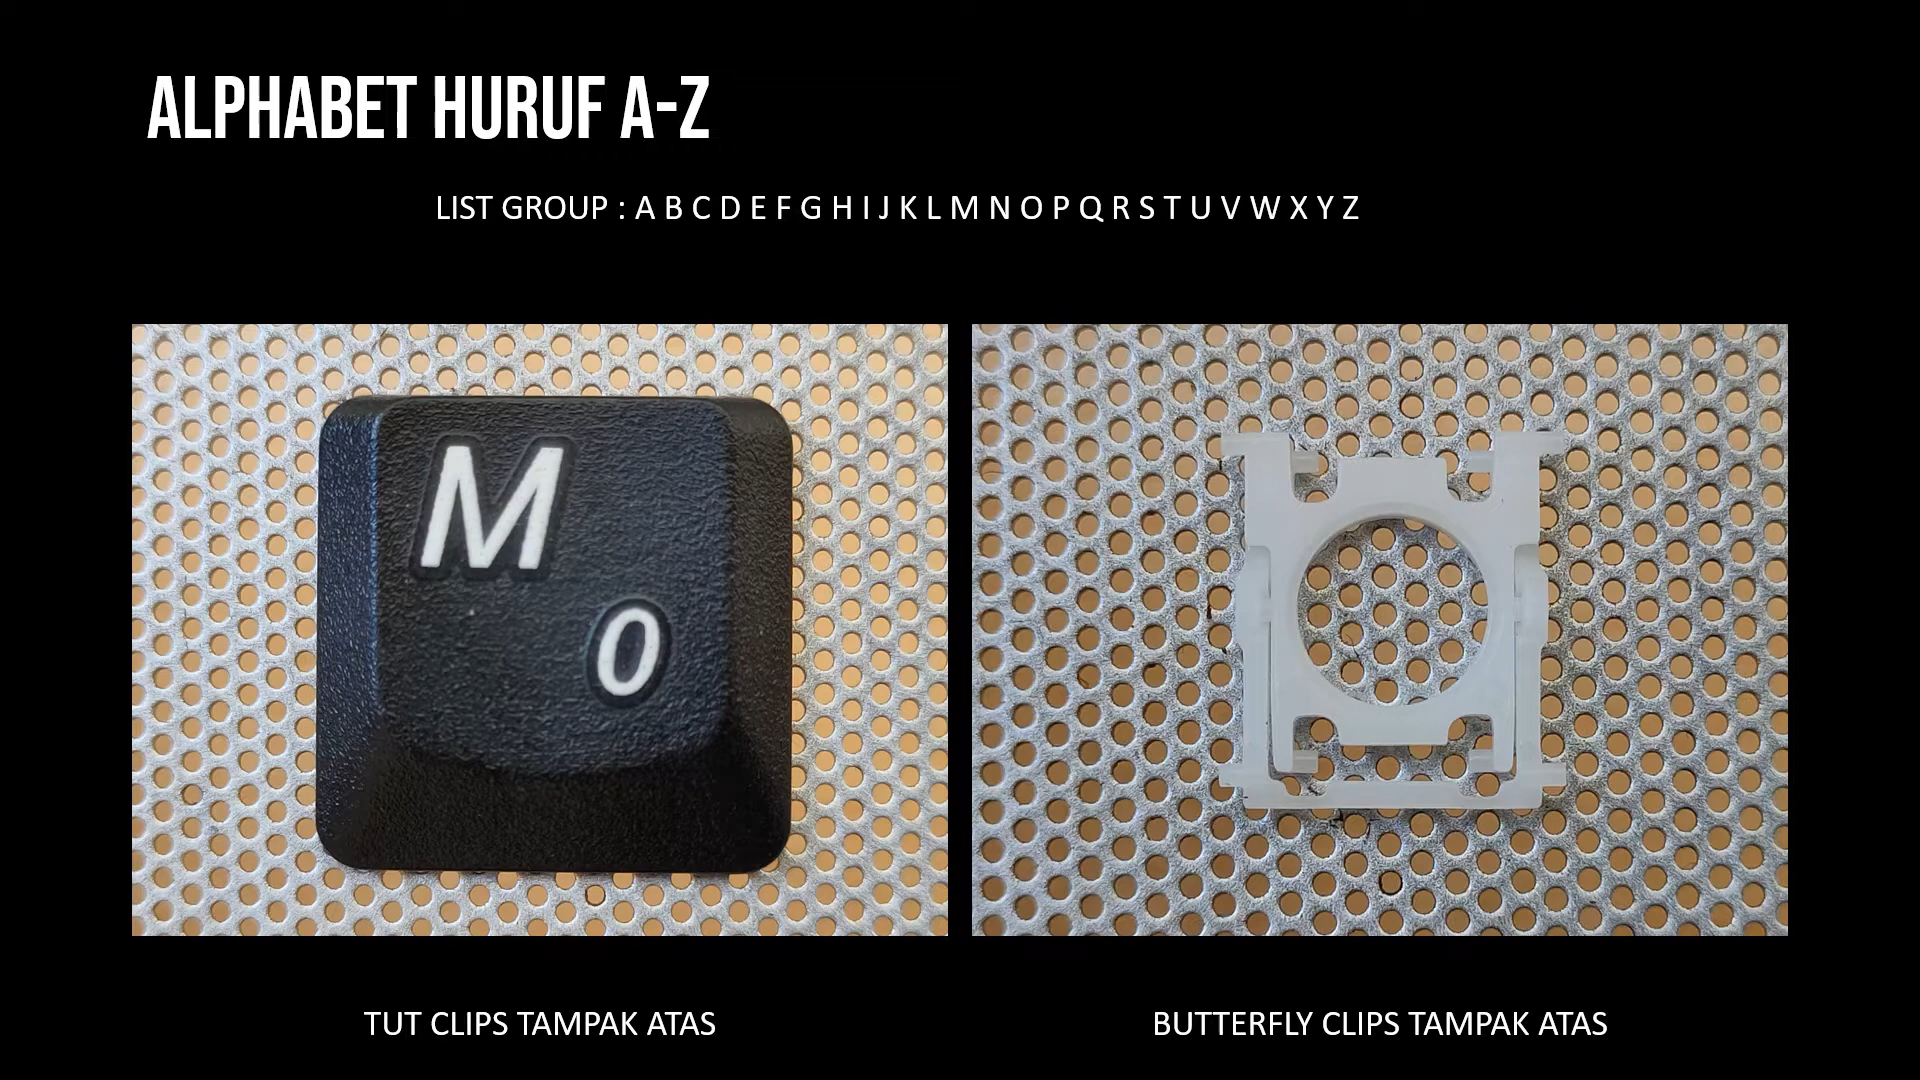 ALPHABET HURUF A-Z
LIST GROUP : A B C D E F G H I J K L M N O P Q R S T U V W X Y Z
M
0
TUT CLIPS TAMPAK ATAS
BUTTERFLY CLIPS TAMPAK ATAS